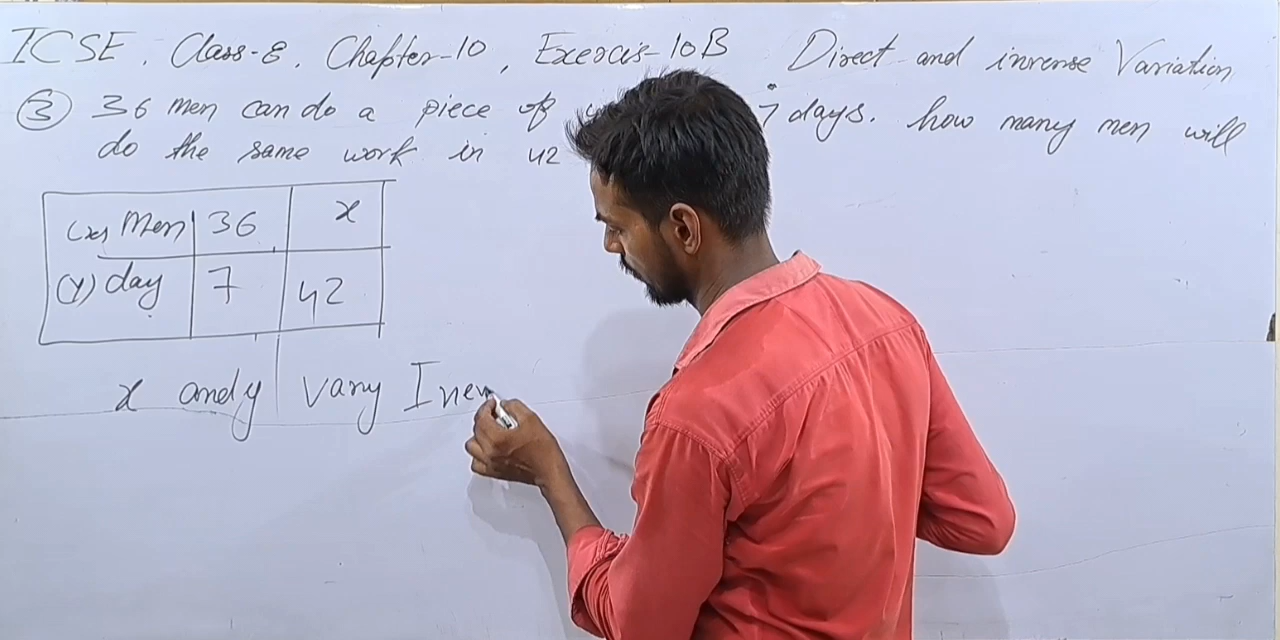 ICSE, Class-8, Chapter-10, Exercis-10B Direct and inverse Variation
③ 36 Men can do a piece of 7 days. how many men will
do the same work in 42
(x) Men 36 x
(Y) day 7 42
x and y vary Inev